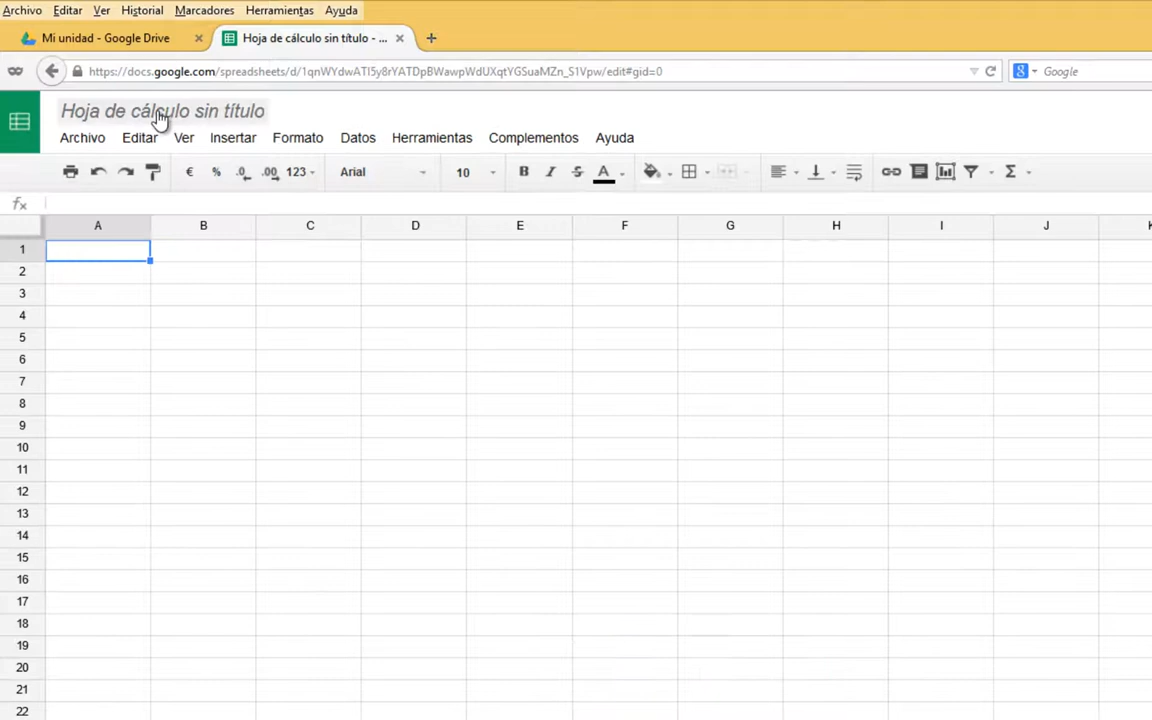 Archivo Editar Ver Historial Marcadores Herramientas Ayuda
Mi unidad - Google Drive × Hoja de cálculo sin título - ... × +
https://docs.google.com/spreadsheets/d/1qnWYdwATI5y8rYATDpBWawpWdUXqtYGSuaMZn_S1Vpw/edit#gid=0 8 Google
Hoja de cálculo sin título
Archivo Editar Ver Insertar Formato Datos Herramientas Complementos Ayuda
€ % .0 .00 123 Arial 10 B I S A Σ
fx
A B C D E F G H I J K
1
2
3
4
5
6
7
8
9
10
11
12
13
14
15
16
17
18
19
20
21
22